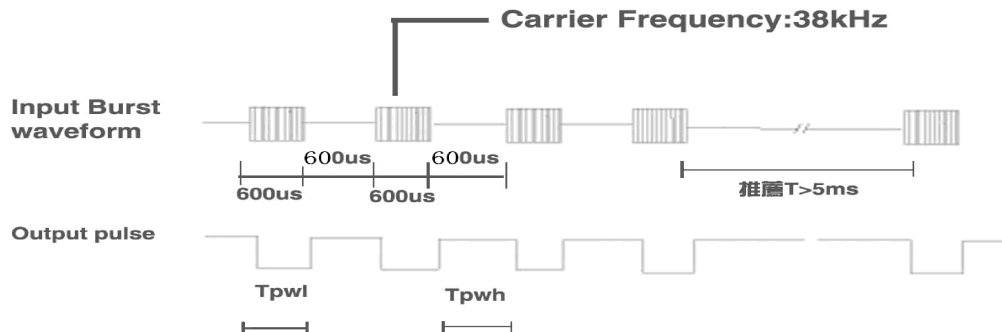 Carrier Frequency:38kHz
Input Burst
waveform
600us
600us
600us
600us
推薦T>5ms
Output pulse
Tpwl
Tpwh